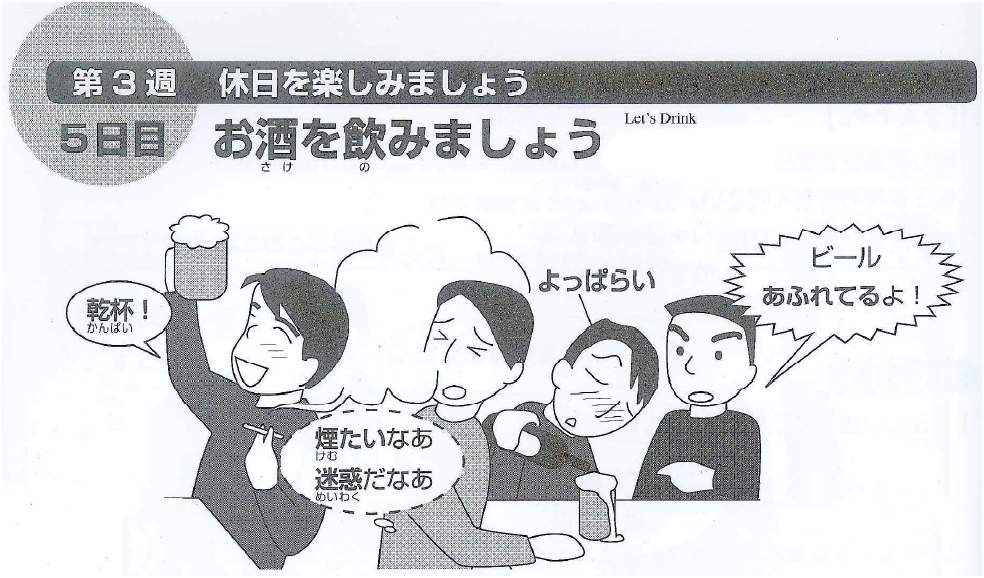 第3週 休日を楽しみましょう
5日目 お酒を飲みましょう
さけ の
Let's Drink
乾杯！
かんぱい
よっぱらい
ビール
あふれてるよ！
煙たいなあ
けむ
迷惑だなあ
めいわく